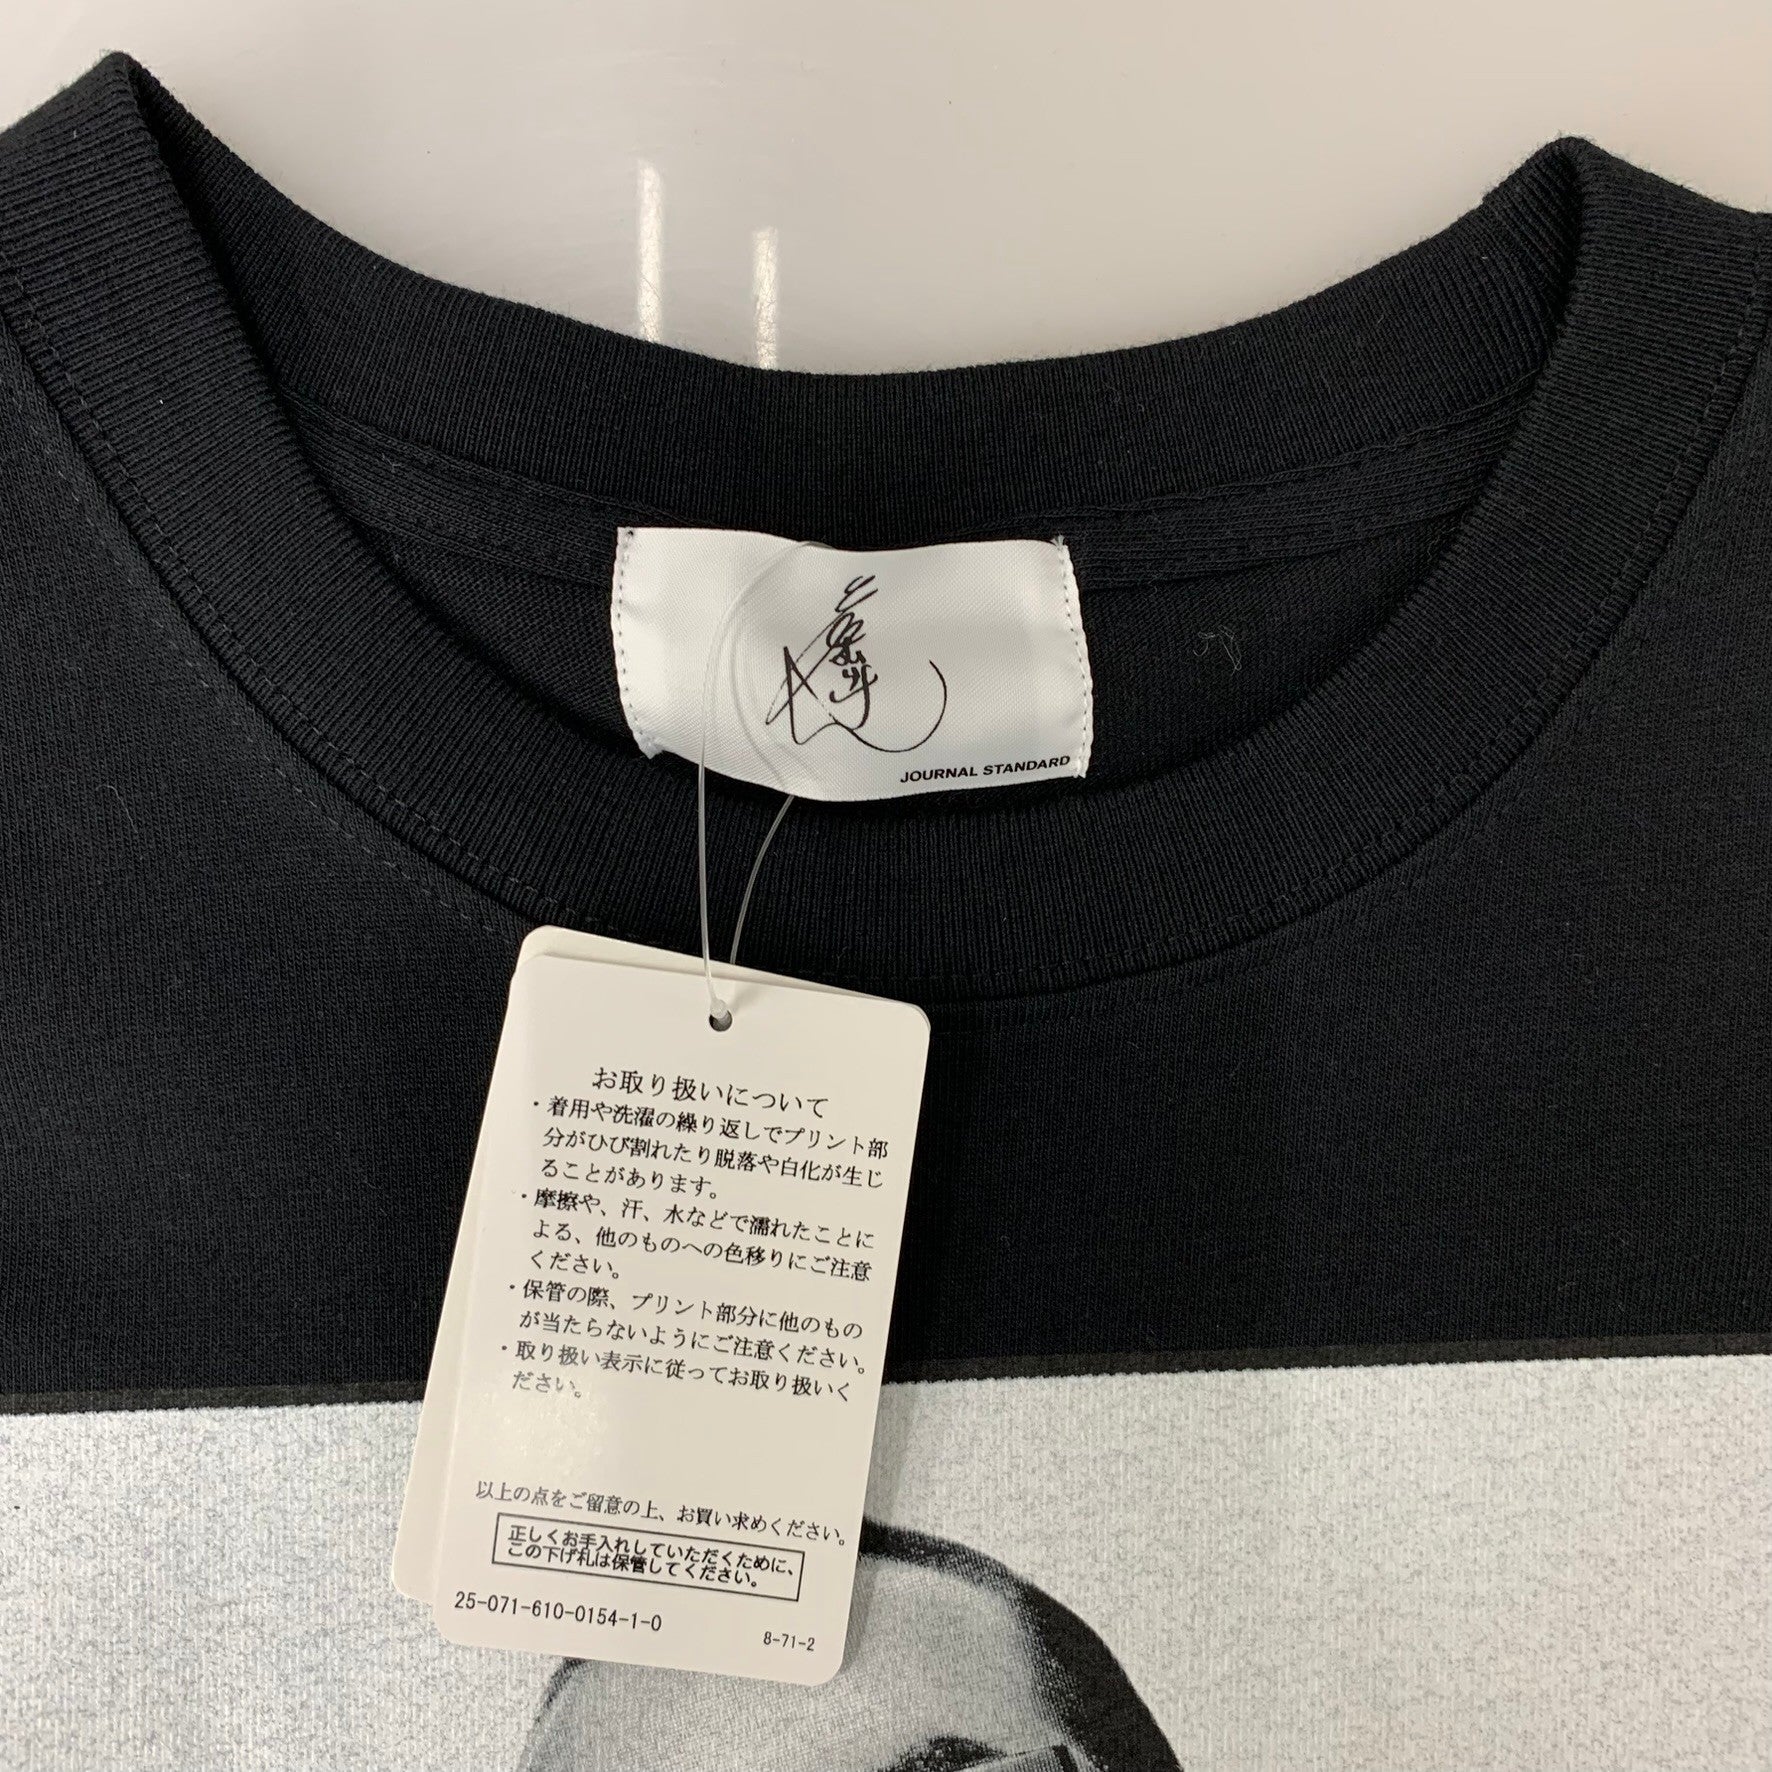 JOURNAL STANDARD
お取り扱いについて
・着用や洗濯の繰り返しでプリント部
分がひび割れたり脱落や白化が生じ
ることがあります。
・摩擦や、汗、水などで濡れたことに
よる、他のものへの色移りにご注意
ください。
・保管の際、プリント部分に他のもの
が当たらないようにご注意ください。
・取り扱い表示に従ってお取り扱いく
ださい。
以上の点をご留意の上、お買い求めください。
正しくお手入れしていただくために、
この下げ札は保管してください。
25-071-610-0154-1-0
8-71-2